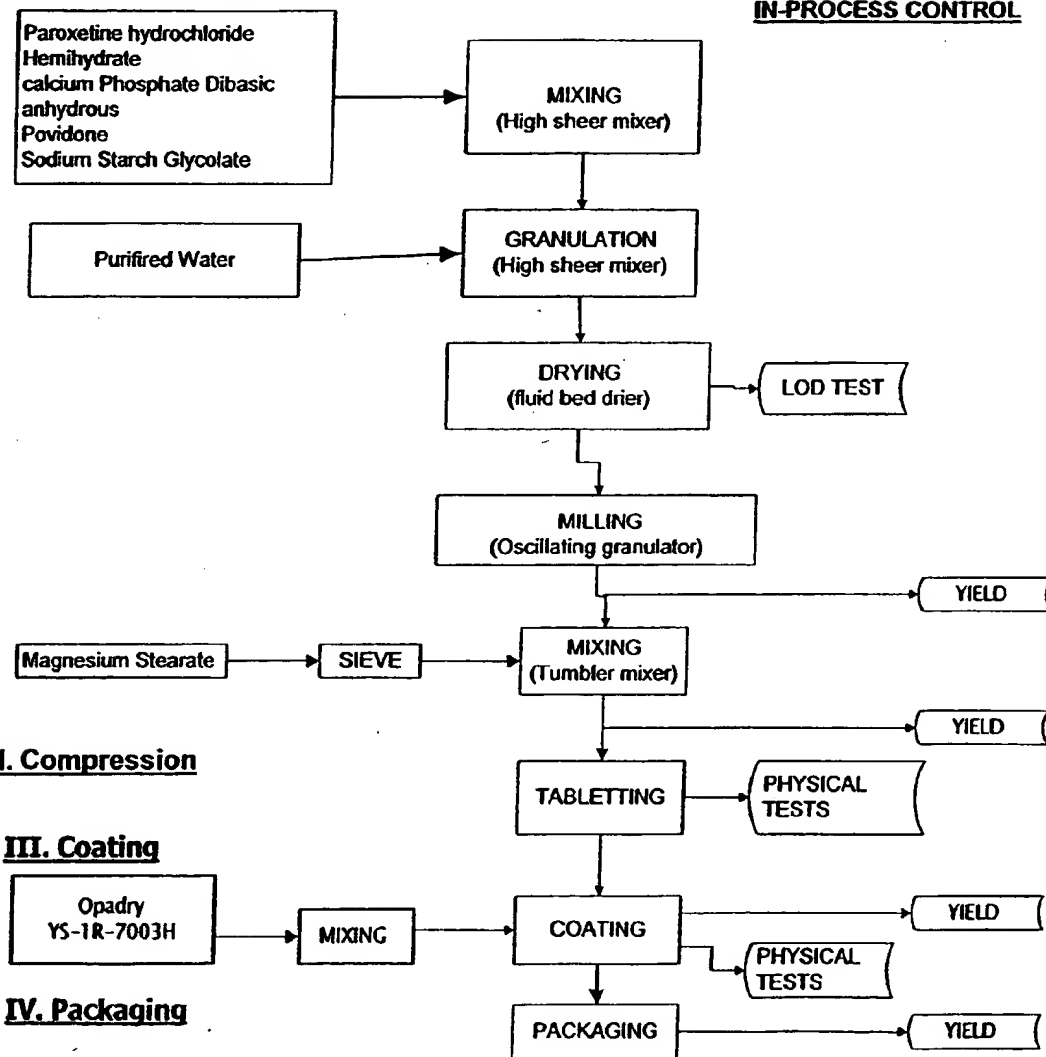 IN-PROCESS CONTROL
Paroxetine hydrochloride
Hemihydrate
calcium Phosphate Dibasic
anhydrous
Povidone
Sodium Starch Glycolate
MIXING
(High sheer mixer)
Purifired Water
GRANULATION
(High sheer mixer)
DRYING
(fluid bed drier)
LOD TEST
MILLING
(Oscillating granulator)
YIELD
Magnesium Stearate
SIEVE
MIXING
(Tumbler mixer)
YIELD
I. Compression
TABLETTING
PHYSICAL
TESTS
III. Coating
Opadry
YS-1R-7003H
MIXING
COATING
YIELD
PHYSICAL
TESTS
IV. Packaging
PACKAGING
YIELD